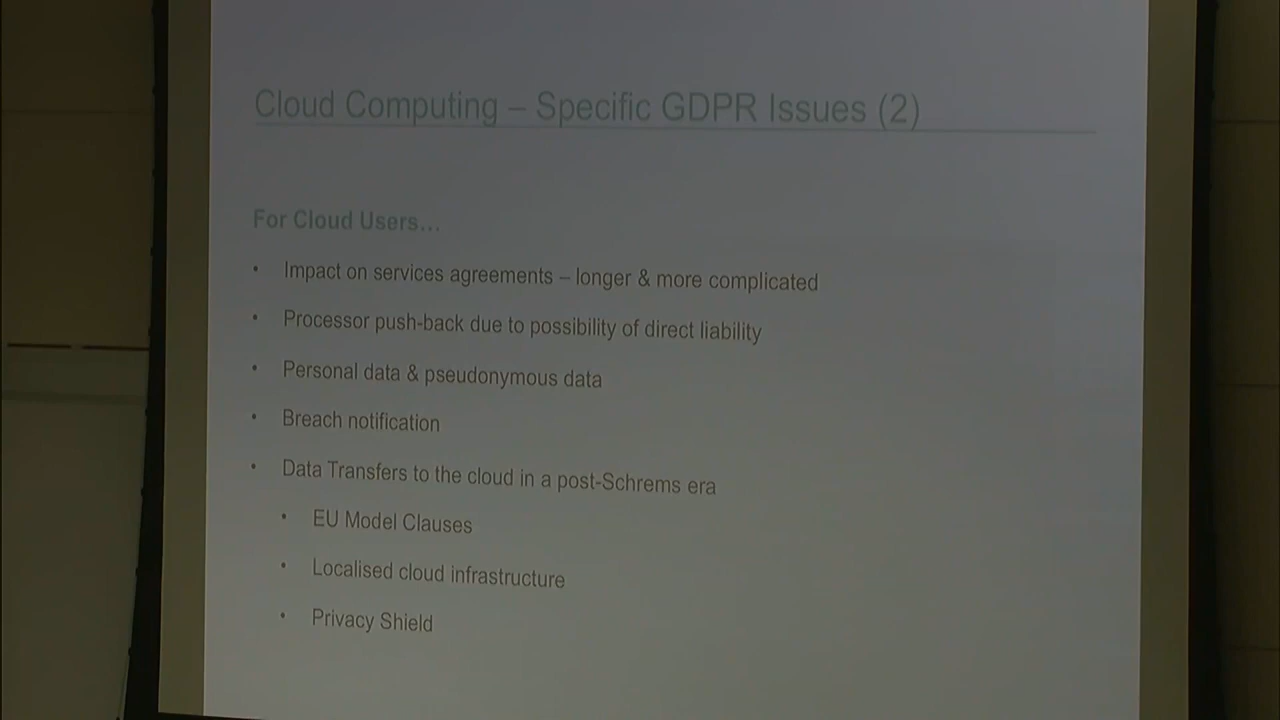 Cloud Computing – Specific GDPR Issues (2)
For Cloud Users…
• Impact on services agreements – longer & more complicated
• Processor push-back due to possibility of direct liability
• Personal data & pseudonymous data
• Breach notification
• Data Transfers to the cloud in a post-Schrems era
• EU Model Clauses
• Localised cloud infrastructure
• Privacy Shield